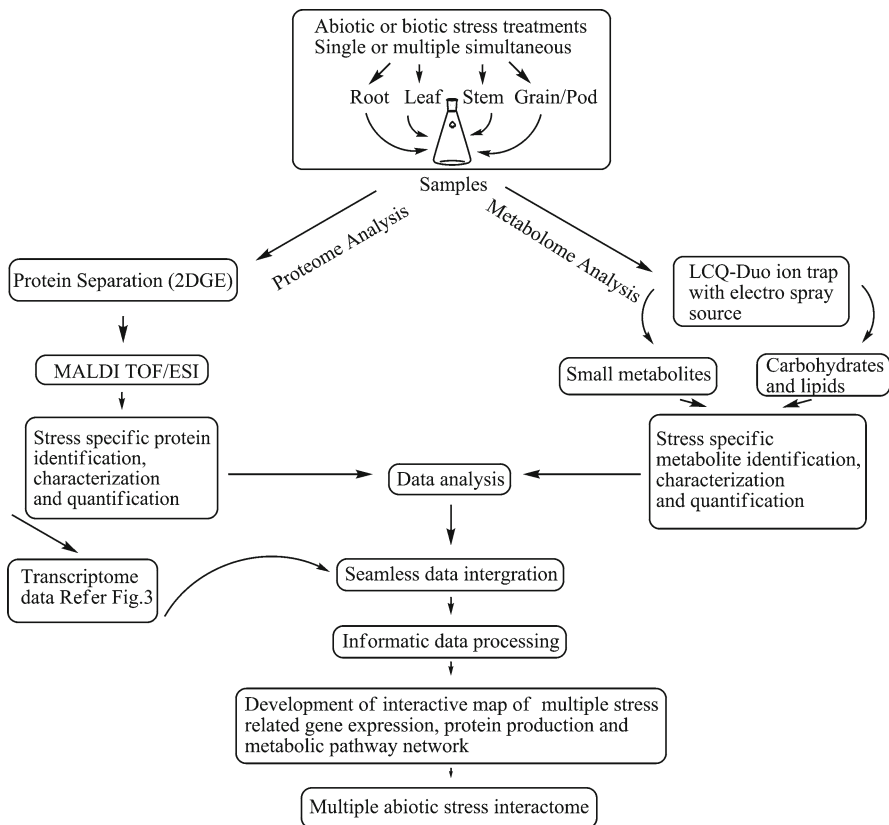 Abiotic or biotic stress treatments
Single or multiple simultaneous
Root Leaf Stem Grain/Pod
Samples
Proteome Analysis
Metabolome Analysis
Protein Separation (2DGE)
LCQ-Duo ion trap
with electro spray
source
MALDI TOF/ESI
Small metabolites
Carbohydrates
and lipids
Stress specific protein
identification,
characterization
and quantification
Data analysis
Stress specific
metabolite identification,
characterization
and quantification
Transcriptome
data Refer Fig.3
Seamless data intergration
Informatic data processing
Development of interactive map of multiple stress
related gene expression, protein production and
metabolic pathway network
Multiple abiotic stress interactome